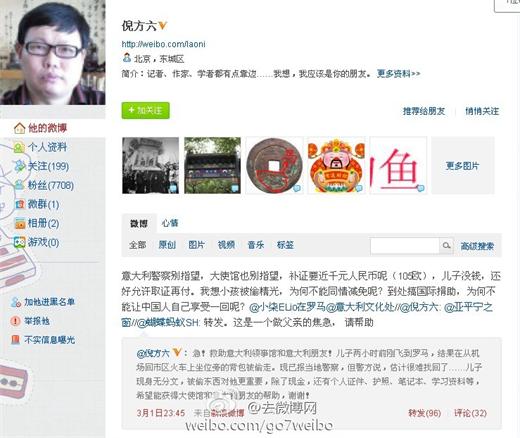 倪方六
http://weibo.com/laoni
北京，东城区
简介：记者、作家、学者都有点靠边……我想，我应该是你的朋友。 更多资料>>
+加关注
推荐给朋友 | 悄悄关注
他的微博
个人资料
关注(199)
粉丝(7708)
微群(1)
相册(2)
游戏(0)
加他进黑名单
举报他
不实信息曝光
钓鱼
更多图片
微博 心情
全部 原创 图片 视频 音乐 标签
高级搜索
意大利警察别指望，大使馆也别指望，补证要近千元人民币呢（105欧），儿子没钱，还
好允许取证再付。我想小孩被偷精光，为何不能同情减免呢？到处搞国际捐助，为何不
能让中国人自己享受一回呢？@小柒ELio在罗马@意大利文化处//@倪方六: @亚平宁之
窗//@蝴蝶蚂蚁SH: 转发。这是一个做父亲的焦急， 请帮助
@倪方六 ：急！救助意大利领事馆和意大利朋友！儿子两小时前刚飞到罗马，结果在从机
场回市区火车上坐位旁的背包被偷走。现已报当地警察，但警方说，估计很难找回了……儿子
现身无分文，被偷东西对他更重要，除了现金，还有个人证件、护照、笔记本、学习资料等，
希望能获得大使馆和意大利朋友的帮助，谢谢！
3月1日23:45 来自新浪微博 转发(96) | 评论(32)
@去微博网
weibo.com/go7weibo